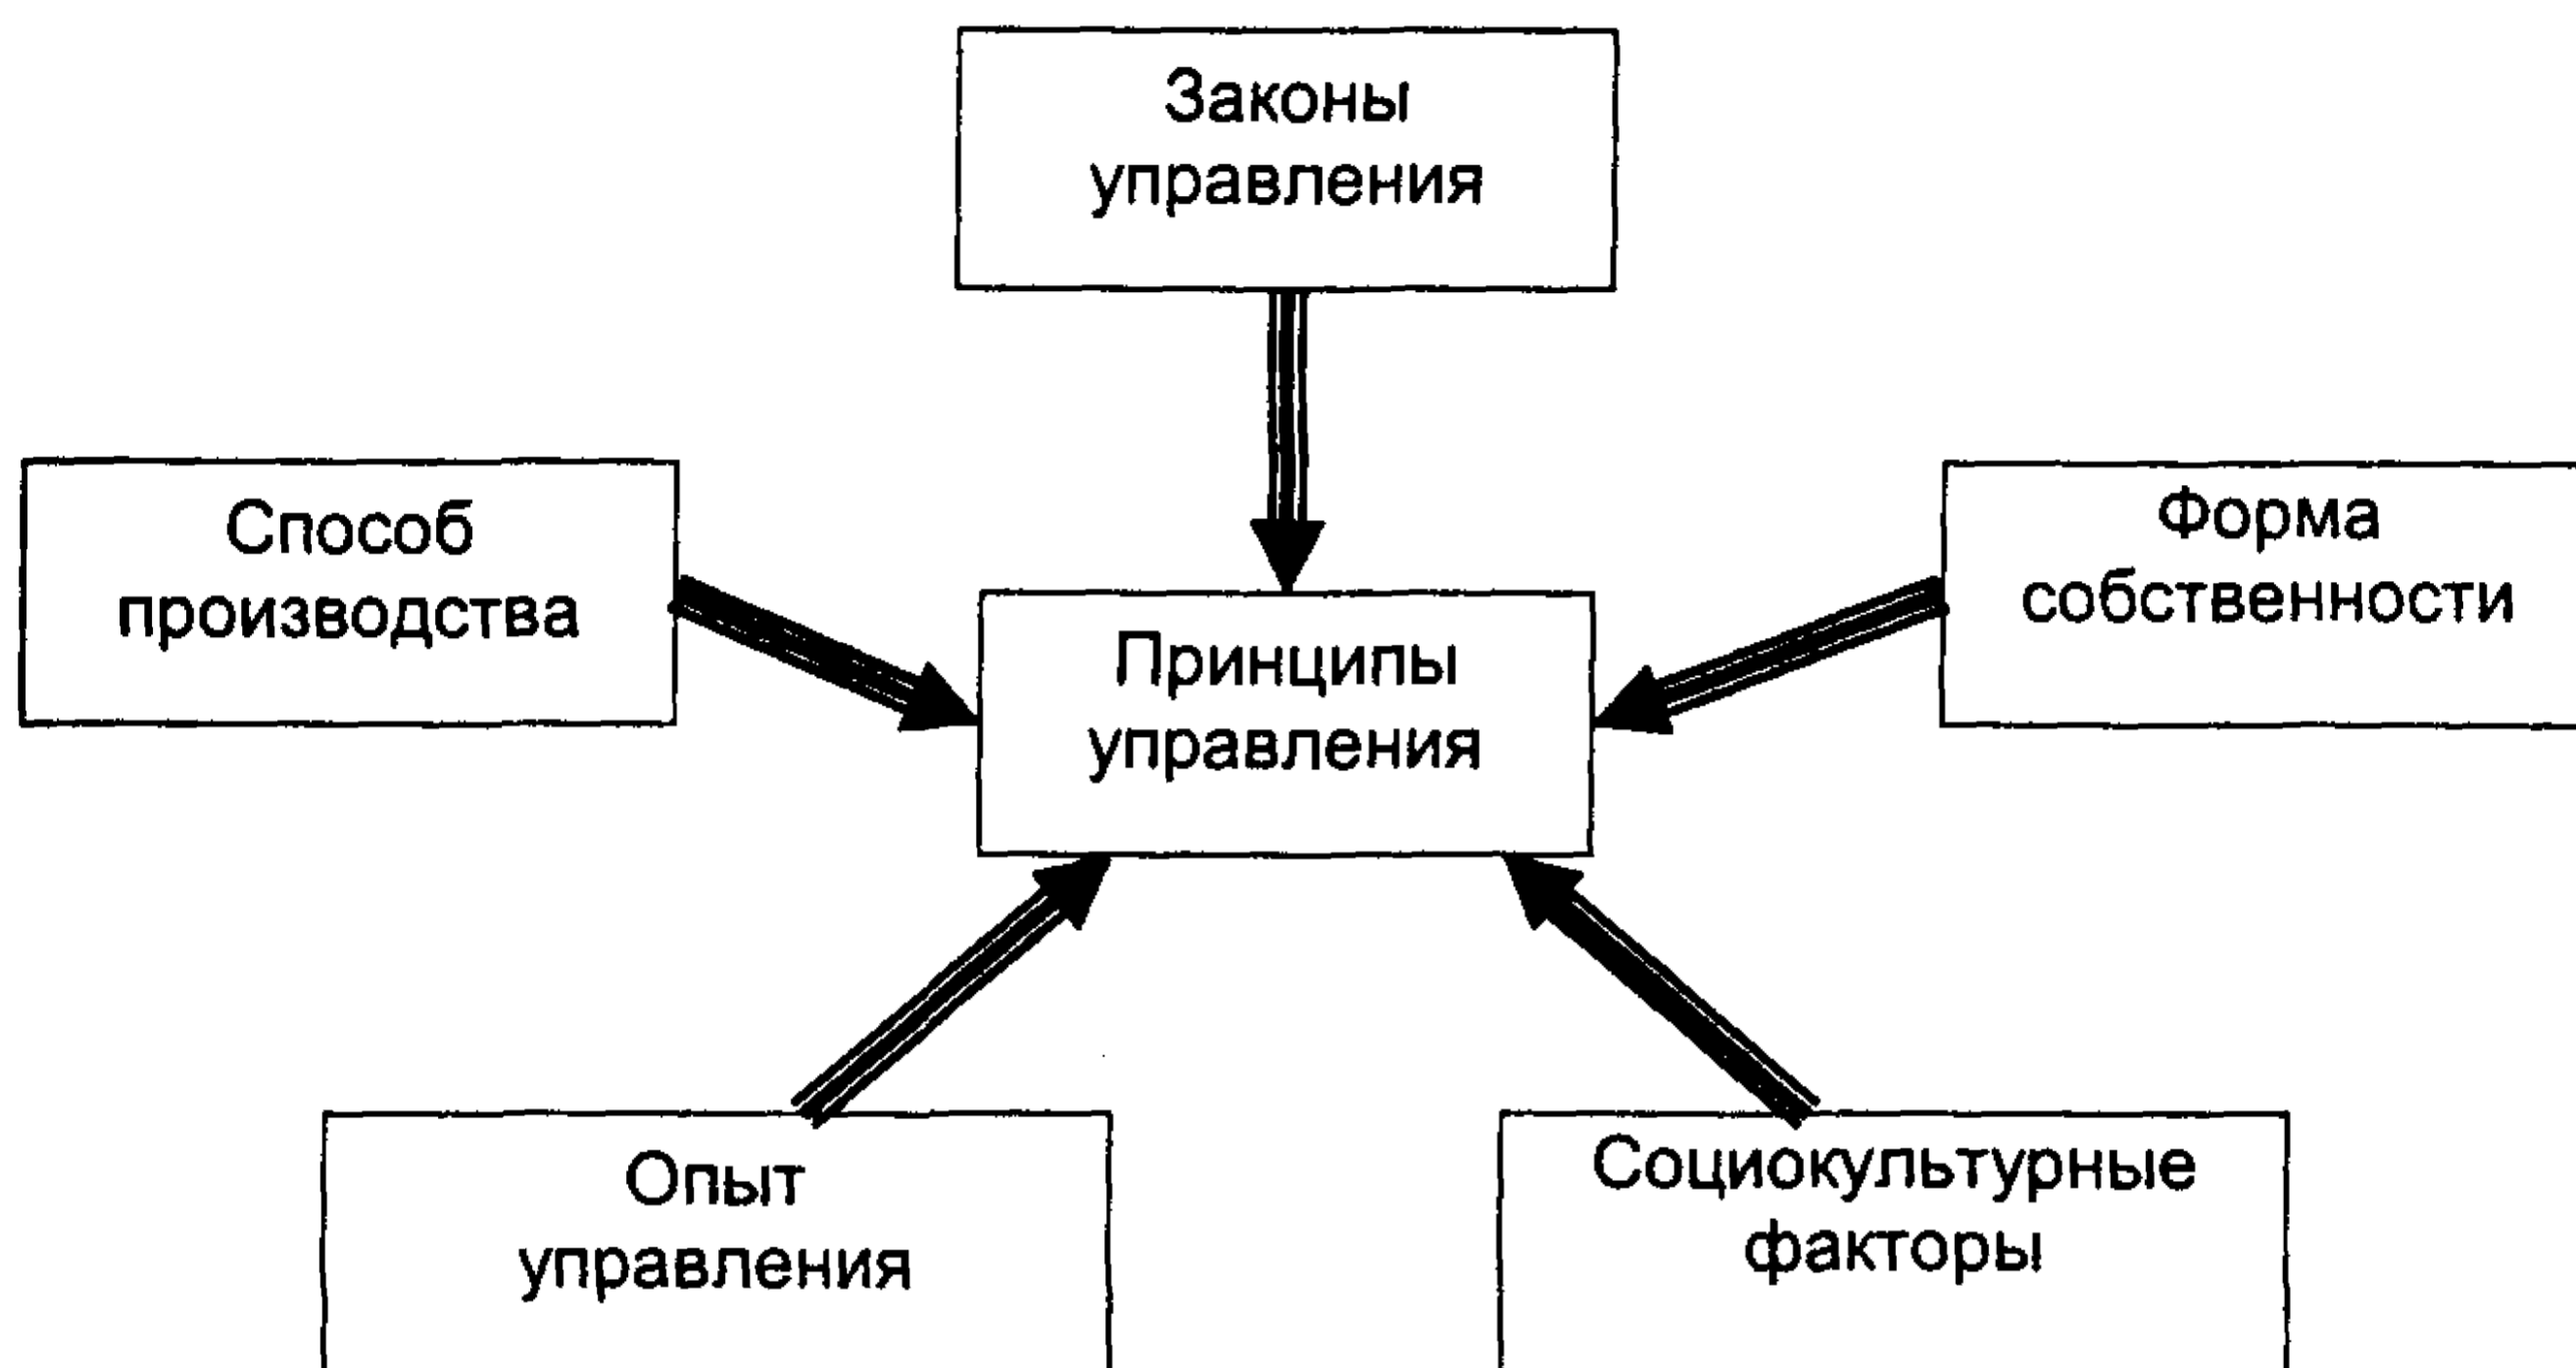 Законы
управления
Способ
производства
Форма
собственности
Принципы
управления
Опыт
управления
Социокультурные
факторы